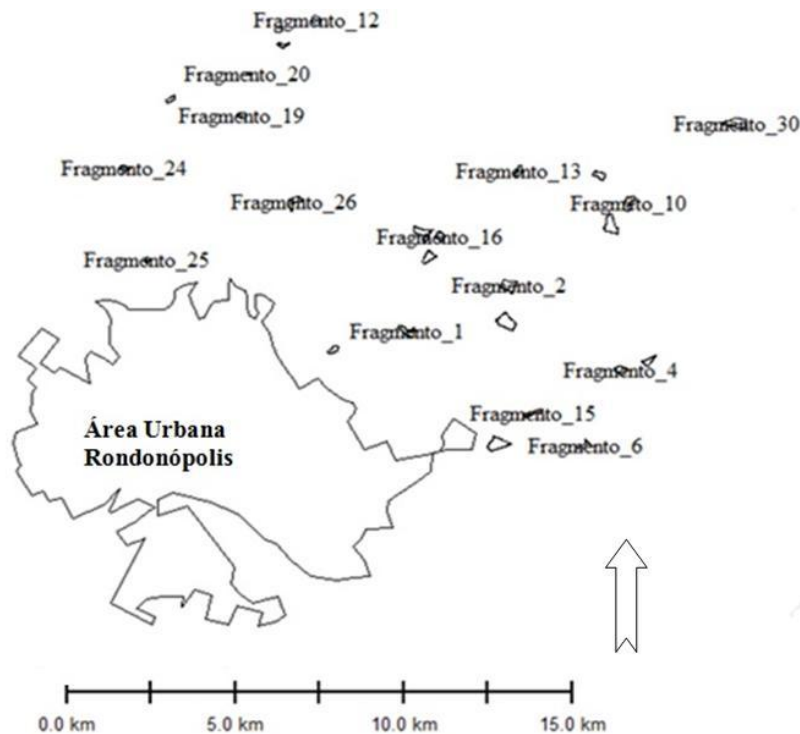 Fragmento_12
Fragmento_20
Fragmento_19
Fragmento_30
Fragmento_24
Fragmento_13
Fragmento_26
Fragmeto_10
Fragmento_16
Fragmento_25
Fragmento_2
Fragmento_1
Fragmento_4
Fragmento_15
Área Urbana
Rondonópolis
Fragmento_6
0.0 km 5.0 km 10.0 km 15.0 km